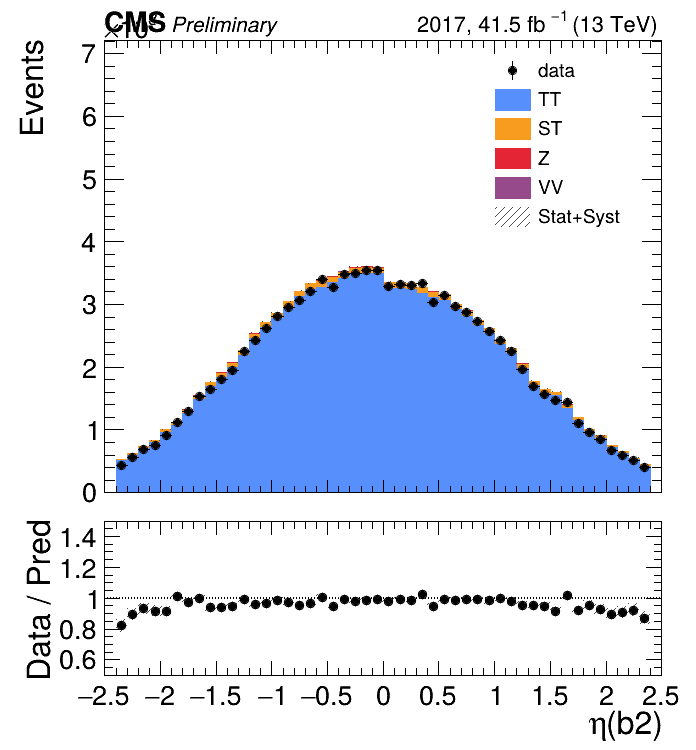 CMS Preliminary 2017, 41.5 fb⁻¹ (13 TeV)
Events
7
6
5
4
3
2
1
0
data
TT
ST
Z
VV
Stat+Syst
Data / Pred
1.4
1.2
1
0.8
0.6
−2.5 −2 −1.5 −1 −0.5 0 0.5 1 1.5 2 2.5
η(b2)